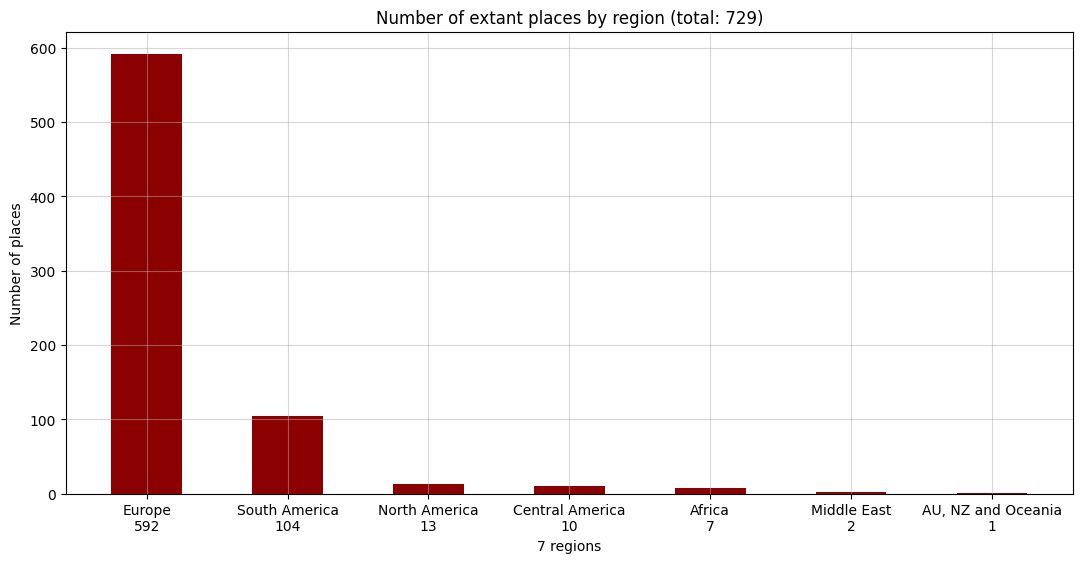 Number of extant places by region (total: 729)
Number of places
600
500
400
300
200
100
0
Europe
592
South America
104
North America
13
Central America
10
Africa
7
Middle East
2
AU, NZ and Oceania
1
7 regions